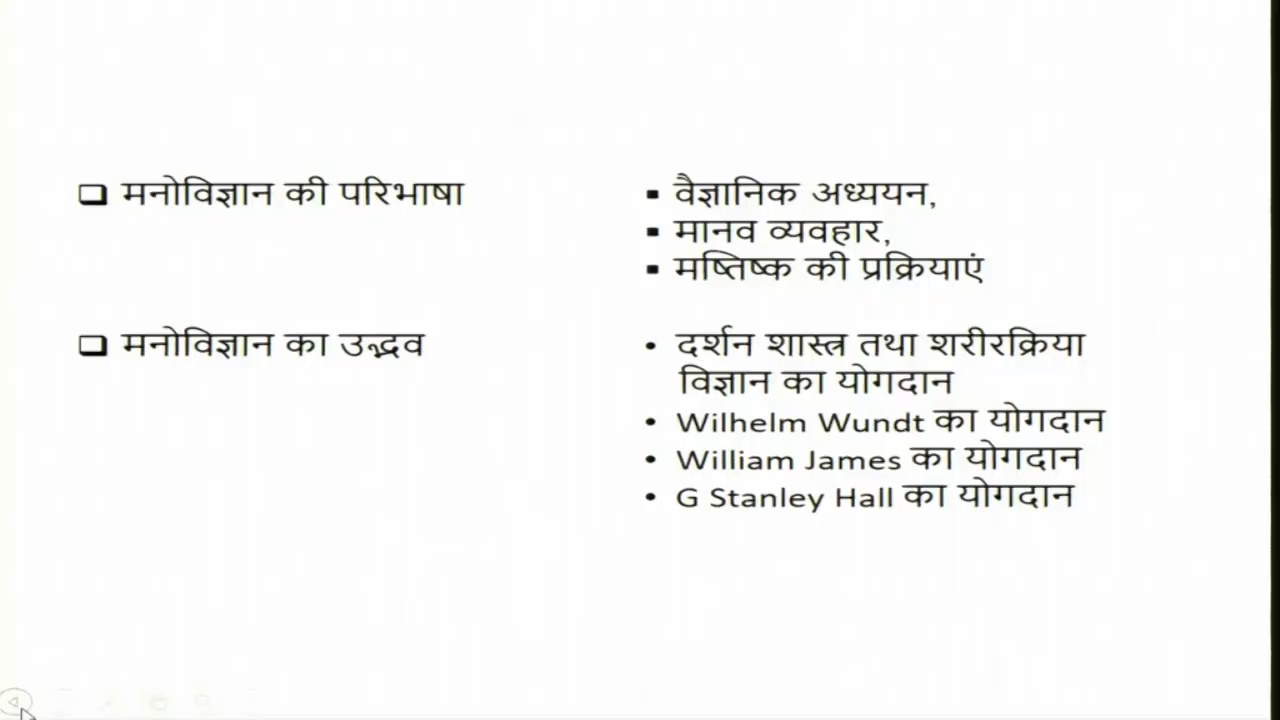 मनोविज्ञान की परिभाषा
वैज्ञानिक अध्ययन,
मानव व्यवहार,
मष्तिष्क की प्रक्रियाएं
मनोविज्ञान का उद्भव
दर्शन शास्त्र तथा शरीरक्रिया
विज्ञान का योगदान
Wilhelm Wundt का योगदान
William James का योगदान
G Stanley Hall का योगदान